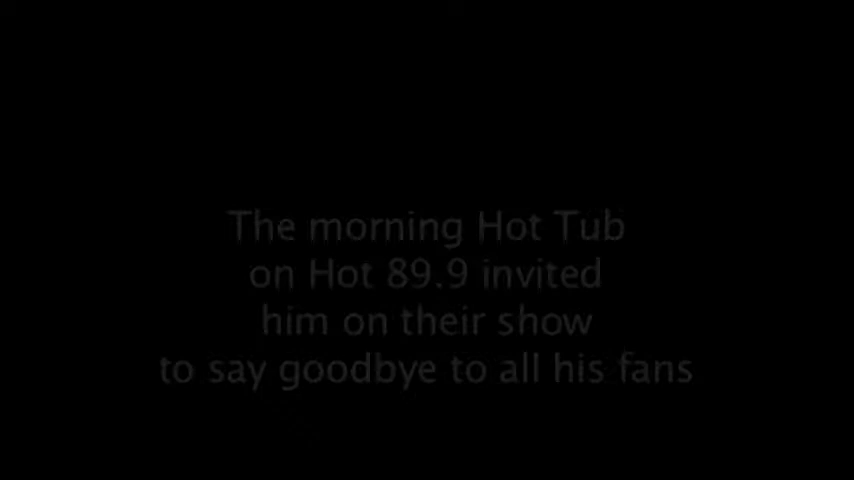 The morning Hot Tub
on Hot 89.9 invited
him on their show
to say goodbye to all his fans